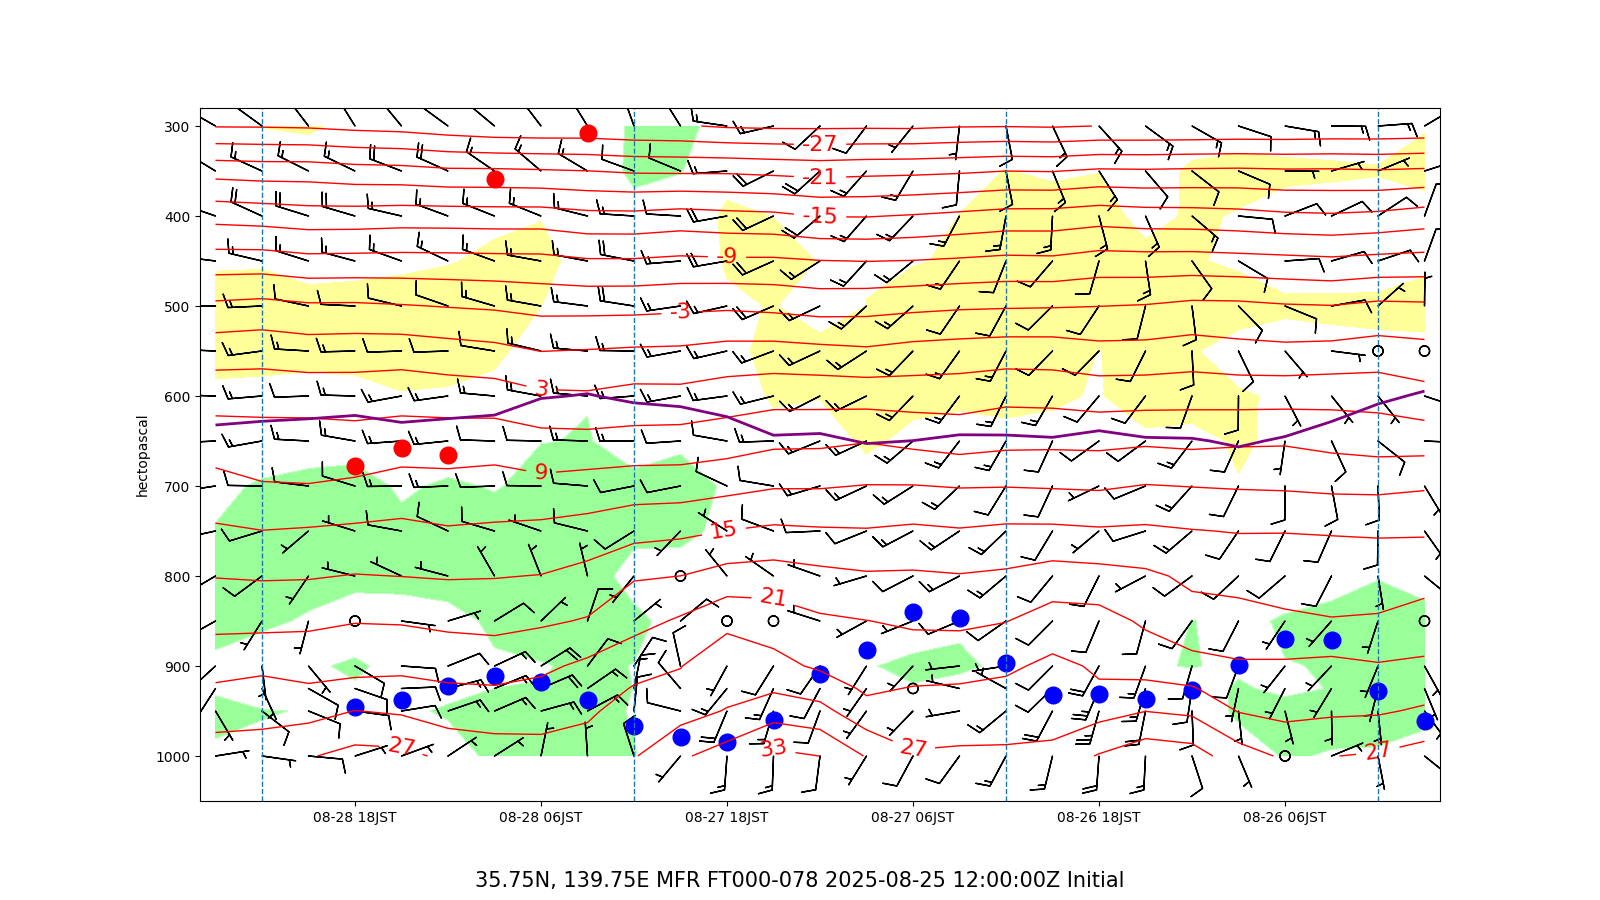 300
400
500
600
700
800
900
1000
hectopascal
-27
-21
-15
-9
-3
3
9
15
21
27
33
27
27
08-28 18JST
08-28 06JST
08-27 18JST
08-27 06JST
08-26 18JST
08-26 06JST
35.75N, 139.75E MFR FT000-078 2025-08-25 12:00:00Z Initial